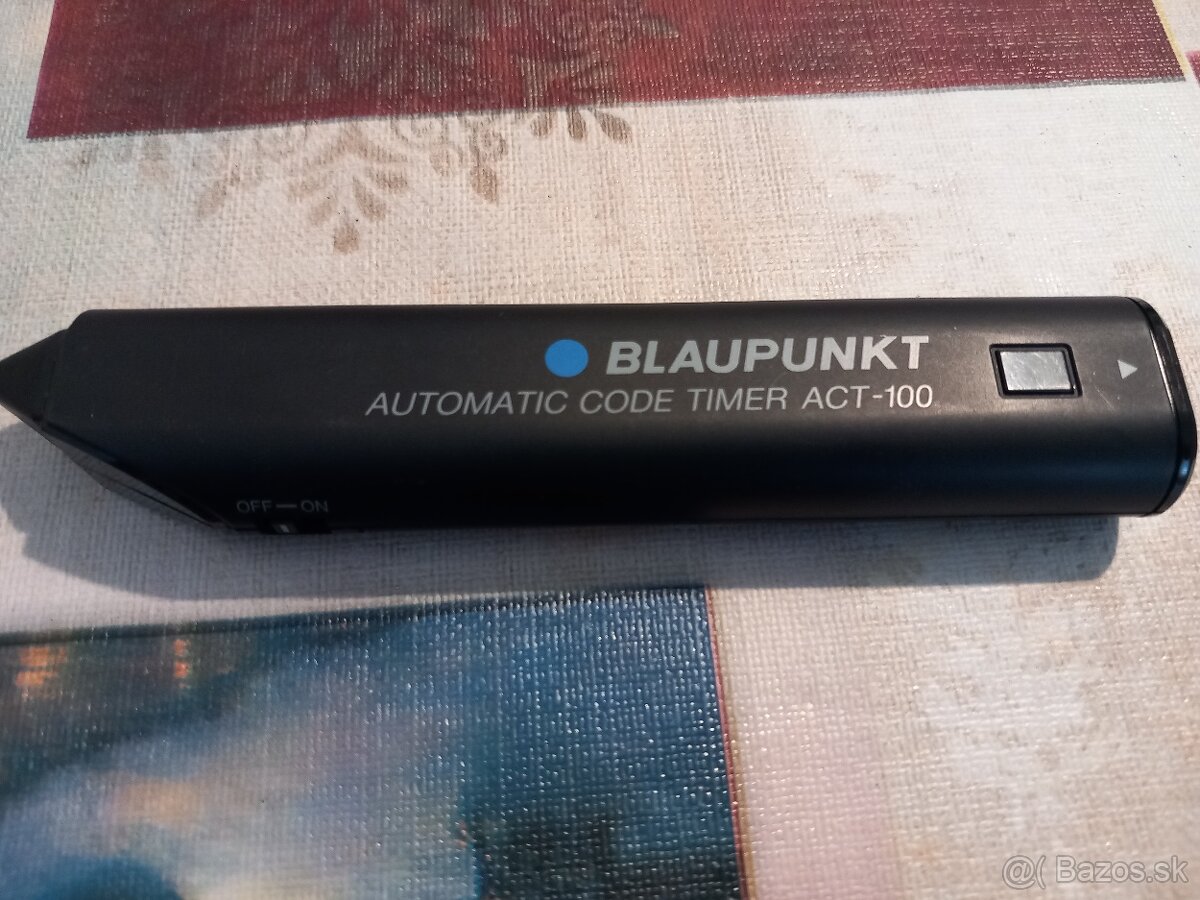 BLAUPUNKT
AUTOMATIC CODE TIMER ACT-100
OFF — ON
@( Bazos.sk